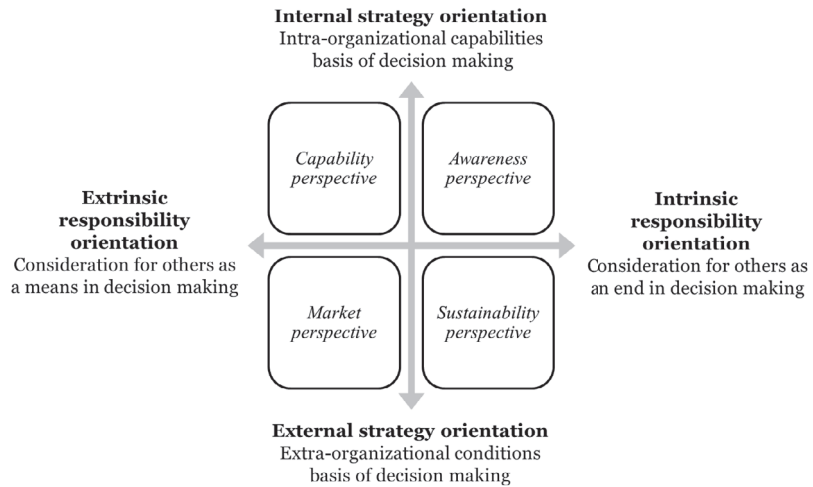 Internal strategy orientation
Intra-organizational capabilities
basis of decision making
Capability
perspective
Awareness
perspective
Extrinsic
responsibility
orientation
Consideration for others as
a means in decision making
Intrinsic
responsibility
orientation
Consideration for others as
an end in decision making
Market
perspective
Sustainability
perspective
External strategy orientation
Extra-organizational conditions
basis of decision making